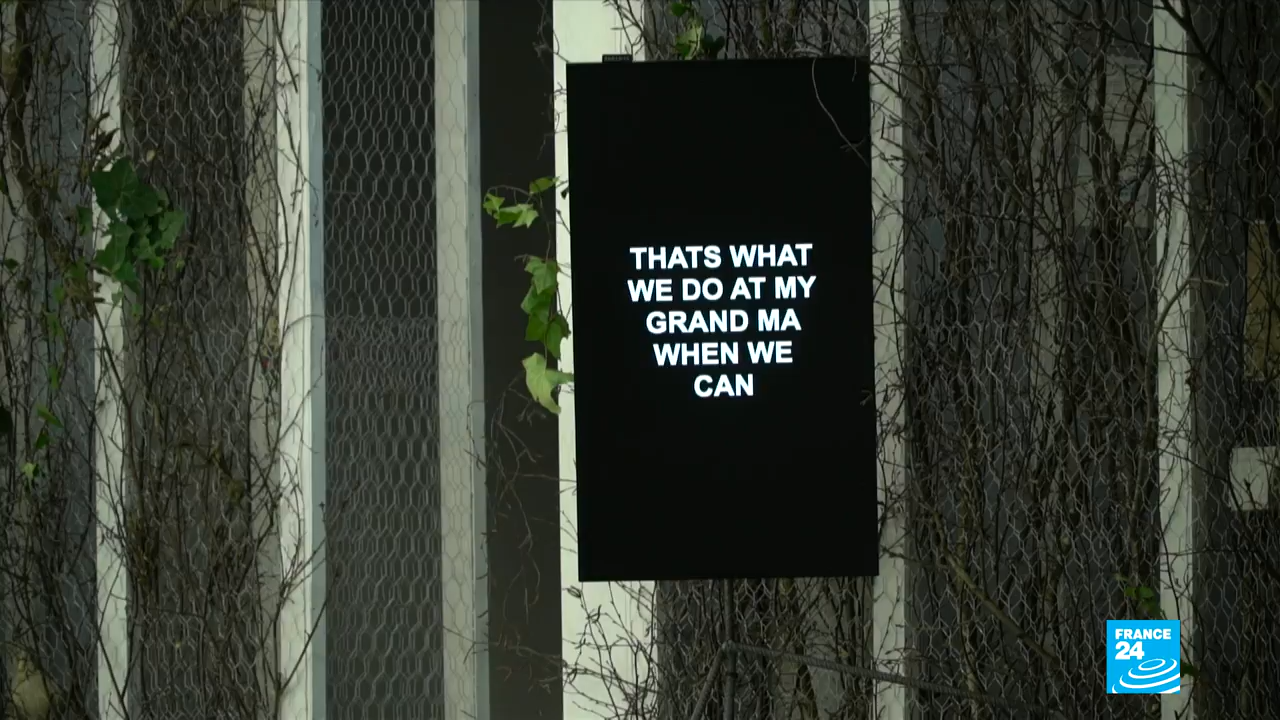 THATS WHAT
WE DO AT MY
GRAND MA
WHEN WE
CAN
FRANCE
24